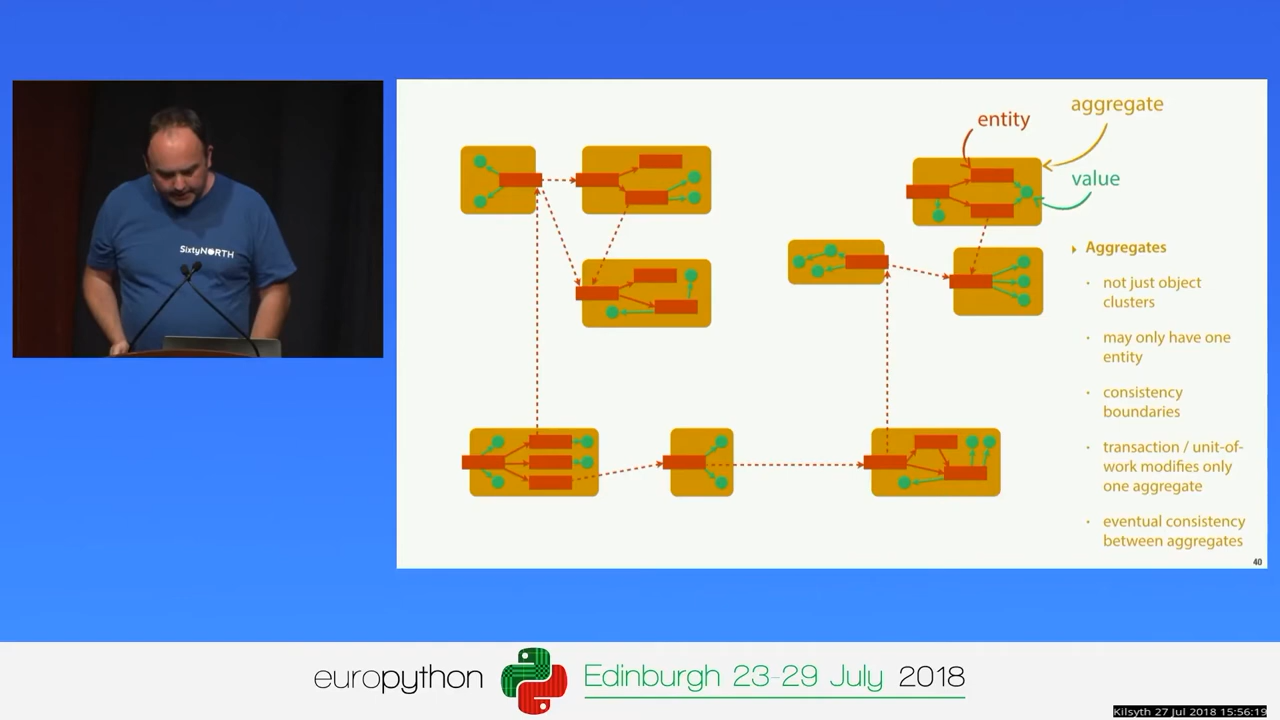 SixtyNORTH
entity
aggregate
value
Aggregates
not just object
clusters
may only have one
entity
consistency
boundaries
transaction / unit-of-
work modifies only
one aggregate
eventual consistency
between aggregates
40
europython
Edinburgh 23-29 July 2018
Kilsyth 27 Jul 2018 15:56:19